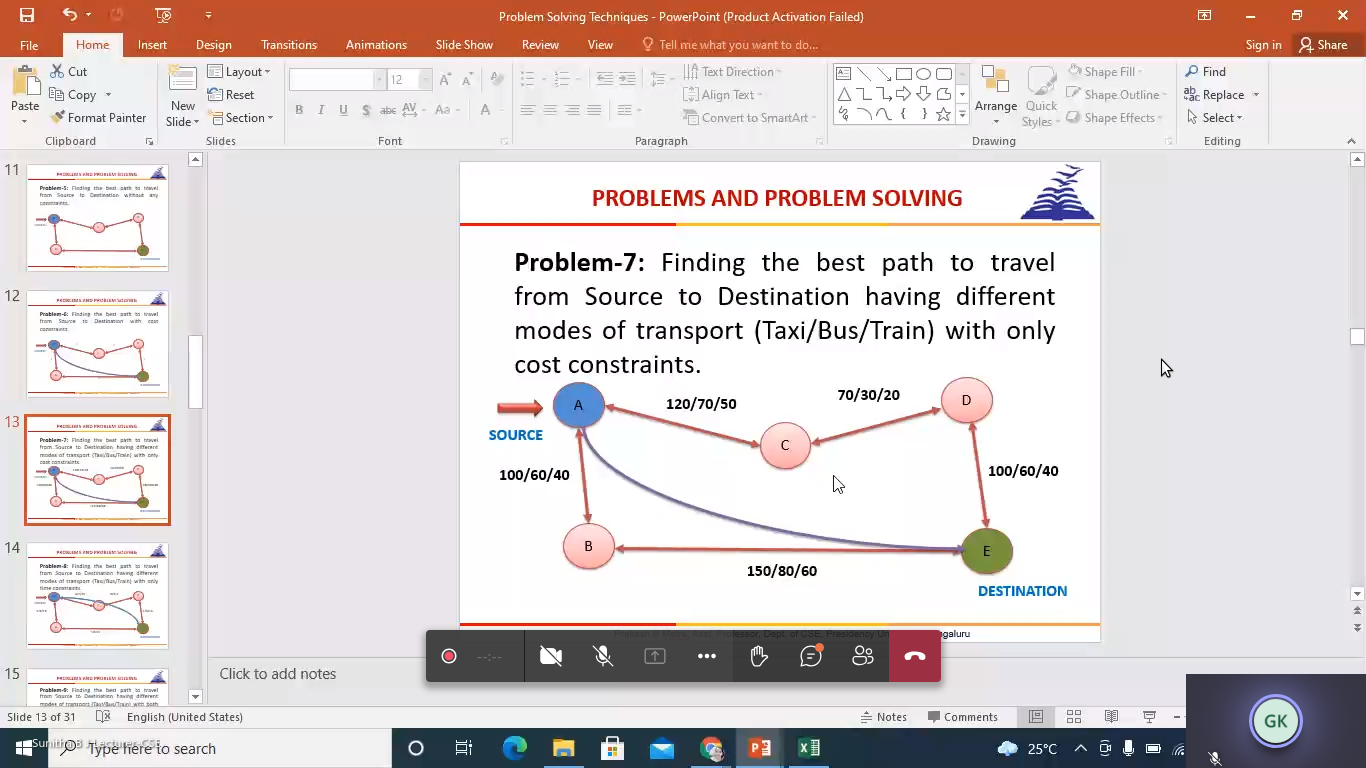 Problem Solving Techniques - PowerPoint (Product Activation Failed)
File Home Insert Design Transitions Animations Slide Show Review View Tell me what you want to do... Sign in Share
Paste
Cut
Copy
Format Painter
Clipboard
New
Slide
Layout
Reset
Section
Slides
12
Font
Text Direction
Align Text
Convert to SmartArt
Paragraph
Arrange
Quick
Styles
Shape Fill
Shape Outline
Shape Effects
Drawing
Find
Replace
Select
Editing
11
PROBLEMS AND PROBLEM SOLVING
Problem-5: Finding the best path to travel
from Source to Destination without any
constraints.
12
PROBLEMS AND PROBLEM SOLVING
Problem-6: Finding the best path to travel
from Source to Destination with cost
constraints.
13
PROBLEMS AND PROBLEM SOLVING
Problem-7: Finding the best path to travel
from Source to Destination having different
modes of transport (Taxi/Bus/Train) with only
cost constraints.
14
PROBLEMS AND PROBLEM SOLVING
Problem-8: Finding the best path to travel
from Source to Destination having different
modes of transport (Taxi/Bus/Train) with only
time constraints.
15
PROBLEMS AND PROBLEM SOLVING
Problem-9: Finding the best path to travel
from Source to Destination having different
modes of transport (Taxi/Bus/Train) with both
PROBLEMS AND PROBLEM SOLVING
Problem-7: Finding the best path to travel
from Source to Destination having different
modes of transport (Taxi/Bus/Train) with only
cost constraints.
A
120/70/50
70/30/20
D
SOURCE
C
100/60/40
100/60/40
B
E
150/80/60
DESTINATION
Professor, Dept. of CSE, Presidency
Click to add notes
Slide 13 of 31 English (United States) Notes Comments
GK
Type here to search
25°C